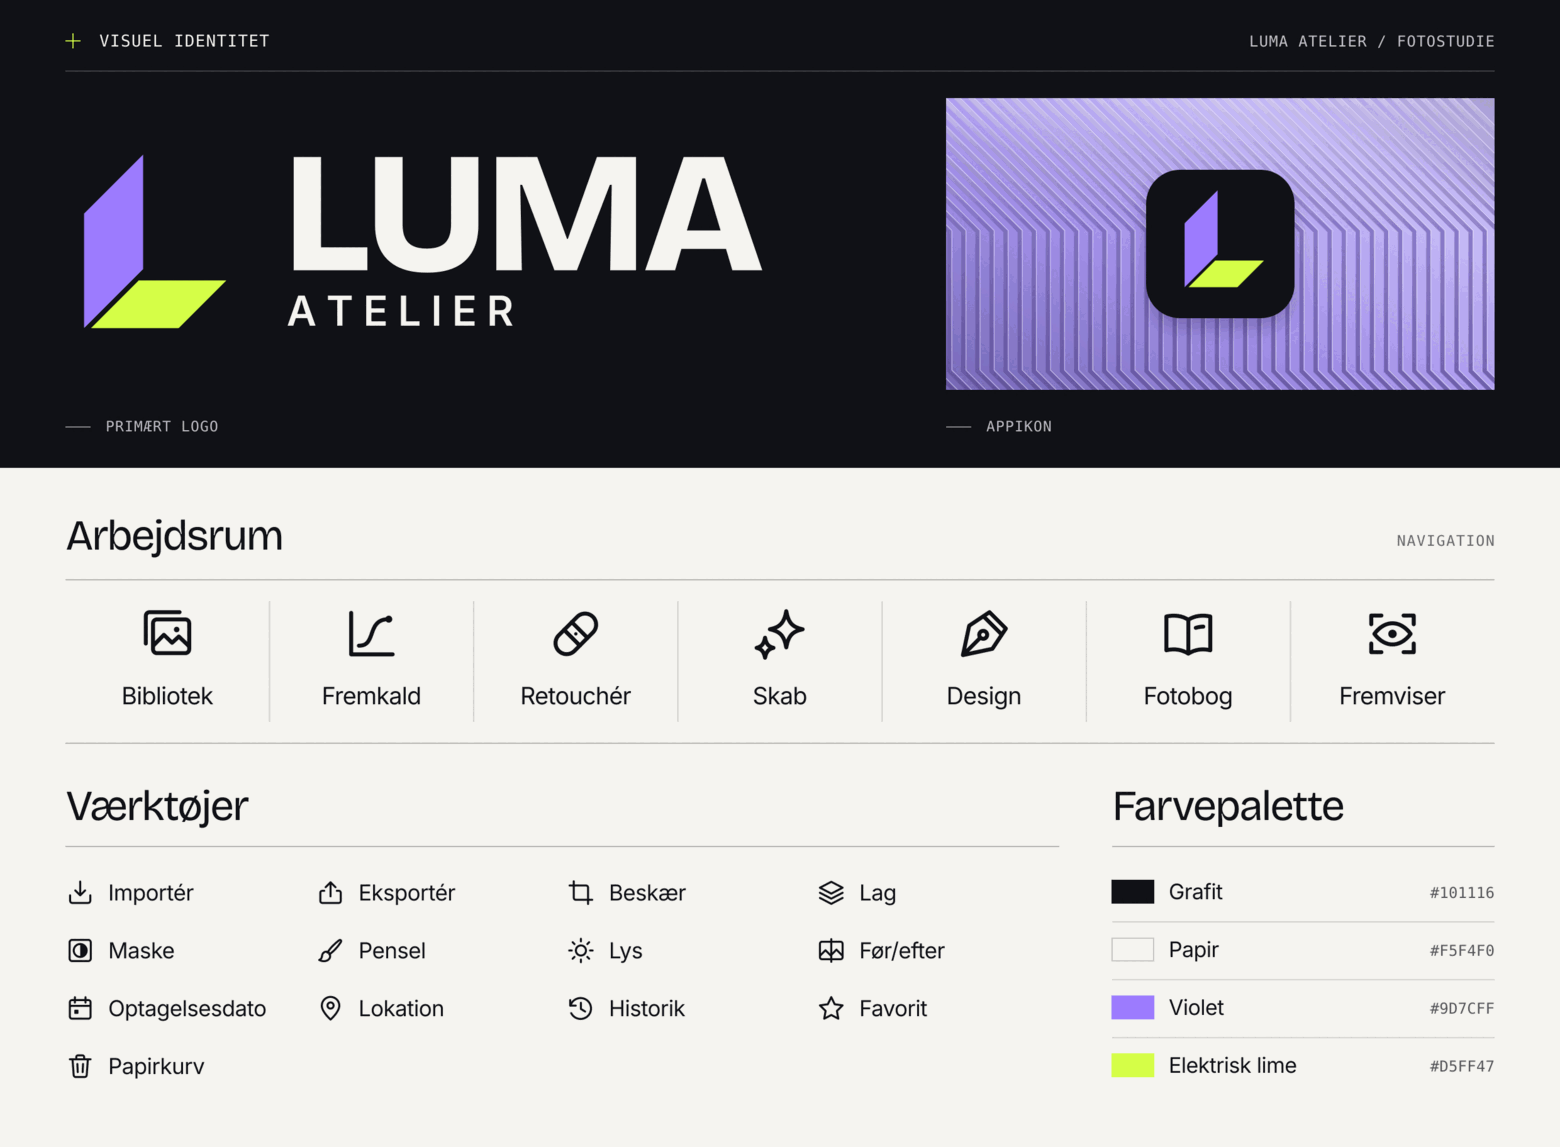 VISUEL IDENTITET
LUMA ATELIER / FOTOSTUDIE
LUMA
ATELIER
PRIMÆRT LOGO
APPIKON
Arbejdsrum
NAVIGATION
Bibliotek
Fremkald
Retouchér
Skab
Design
Fotobog
Fremviser
Værktøjer
Importér
Eksportér
Beskær
Lag
Maske
Pensel
Lys
Før/efter
Optagelsesdato
Lokation
Historik
Favorit
Papirkurv
Farvepalette
Grafit #101116
Papir #F5F4F0
Violet #9D7CFF
Elektrisk lime #D5FF47